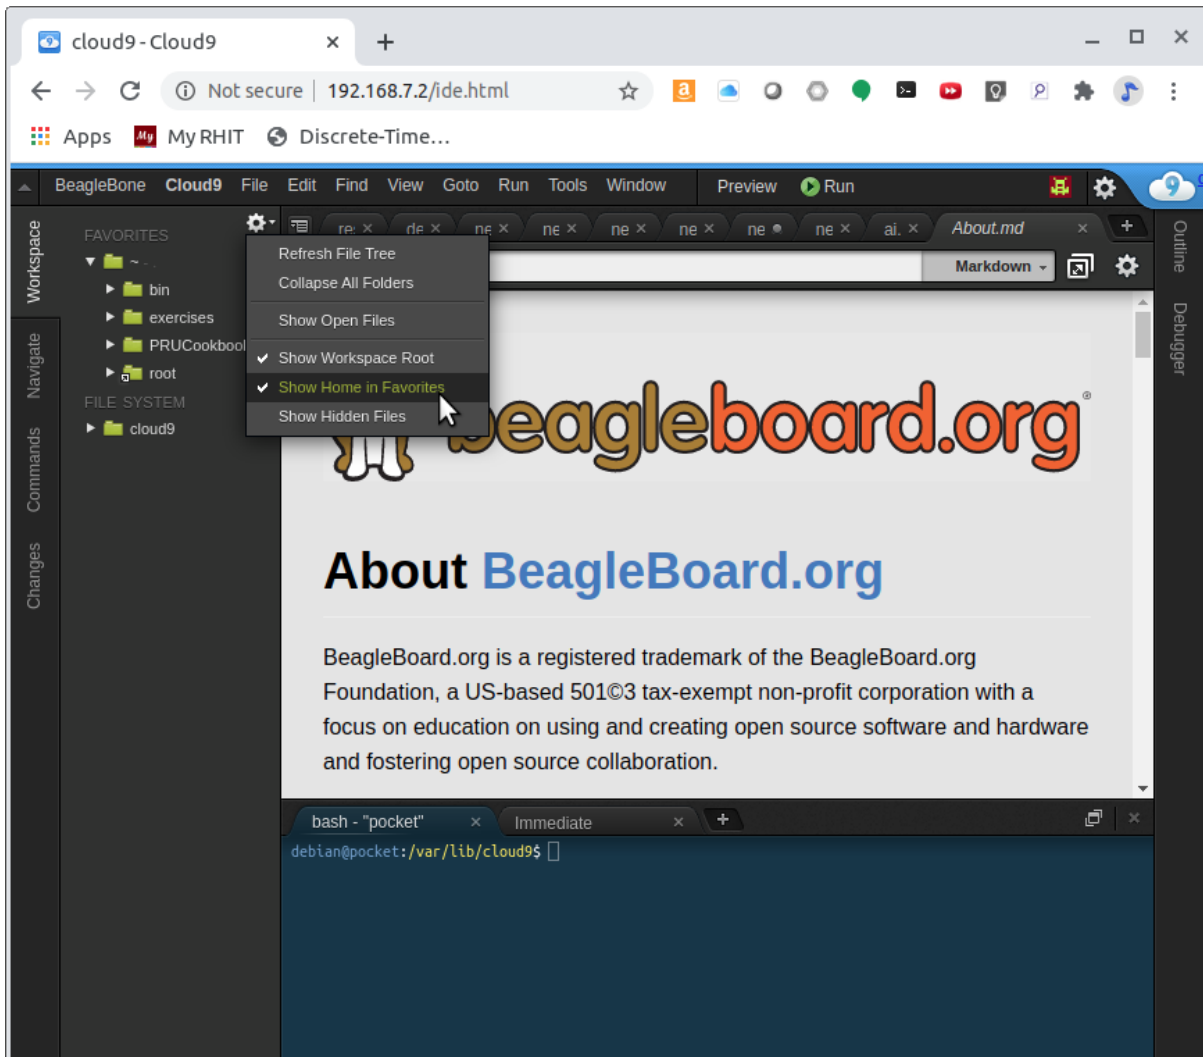 cloud9 - Cloud9
Not secure | 192.168.7.2/ide.html
Apps My RHIT Discrete-Time…
BeagleBone Cloud9 File Edit Find View Goto Run Tools Window Preview Run
Workspace
Navigate
Commands
Changes
FAVORITES
~
bin
exercises
PRUCookbook
root
FILE SYSTEM
cloud9
Refresh File Tree
Collapse All Folders
Show Open Files
Show Workspace Root
Show Home in Favorites
Show Hidden Files
re: de ne ne ne ne ne ne ai. About.md
Markdown
Outline
Debugger
beagleboard.org®
About BeagleBoard.org
BeagleBoard.org is a registered trademark of the BeagleBoard.org
Foundation, a US-based 501©3 tax-exempt non-profit corporation with a
focus on education on using and creating open source software and hardware
and fostering open source collaboration.
bash - "pocket" Immediate
debian@pocket:/var/lib/cloud9$